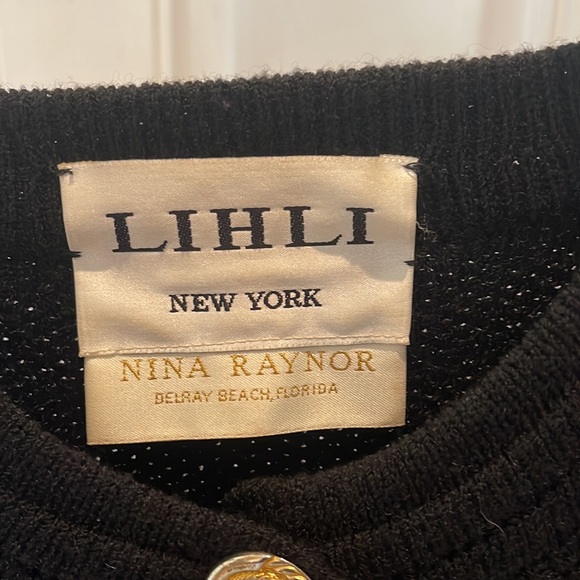 LIHLI
NEW YORK
NINA RAYNOR
DELRAY BEACH, FLORIDA